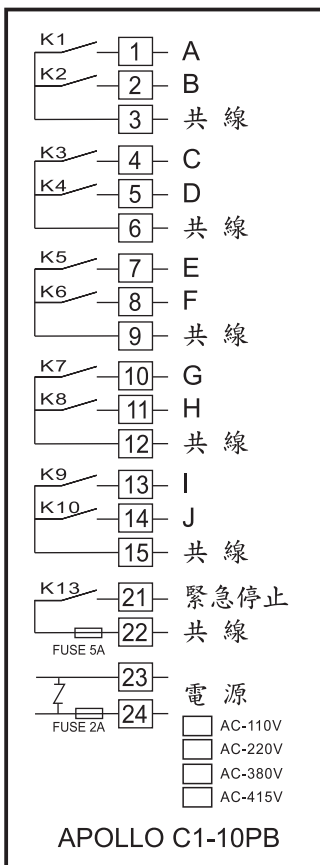 K1 1 A
K2 2 B
3 共線
K3 4 C
K4 5 D
6 共線
K5 7 E
K6 8 F
9 共線
K7 10 G
K8 11 H
12 共線
K9 13 I
K10 14 J
15 共線
K13 21 緊急停止
22 共線
FUSE 5A
23
電源
24
FUSE 2A
AC-110V
AC-220V
AC-380V
AC-415V
APOLLO C1-10PB